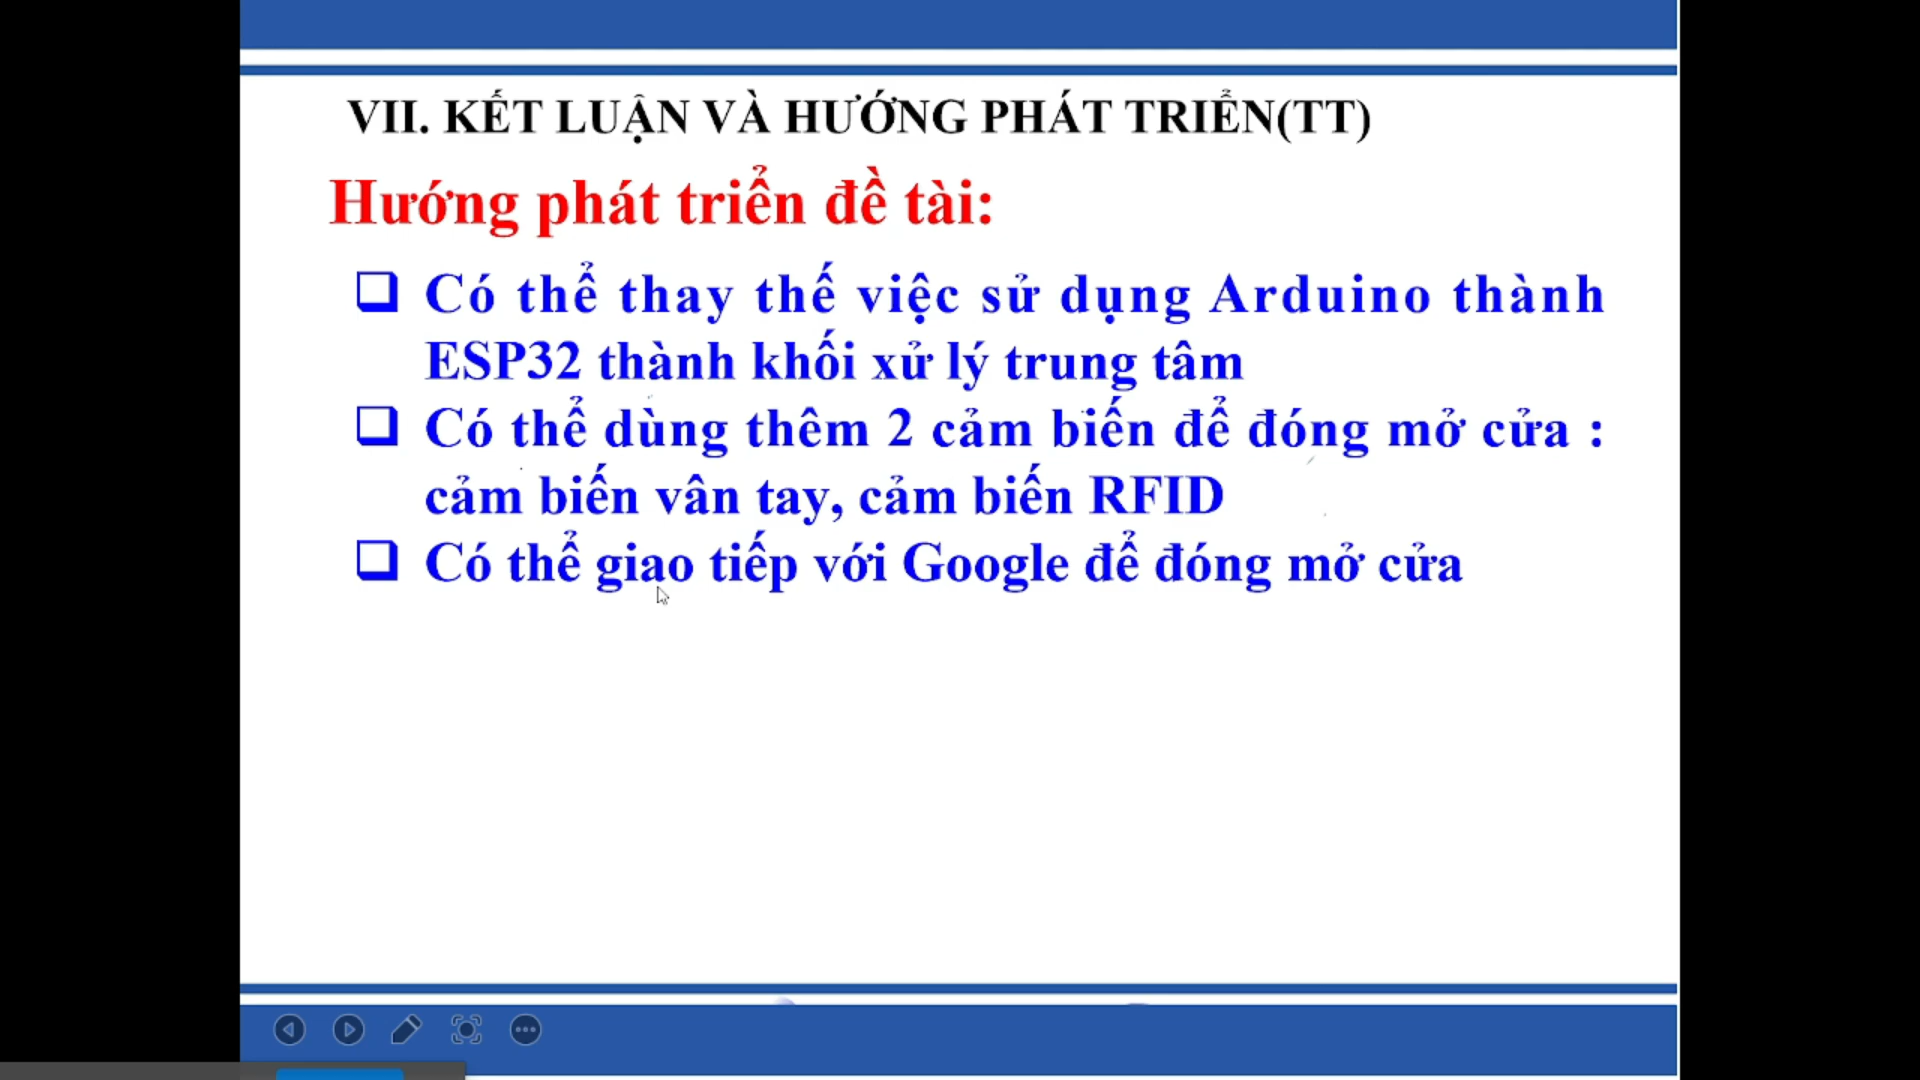 VII. KẾT LUẬN VÀ HƯỚNG PHÁT TRIỂN(TT)
Hướng phát triển đề tài:
Có thể thay thế việc sử dụng Arduino thành
ESP32 thành khối xử lý trung tâm
Có thể dùng thêm 2 cảm biến để đóng mở cửa :
cảm biến vân tay, cảm biến RFID
Có thể giao tiếp với Google để đóng mở cửa